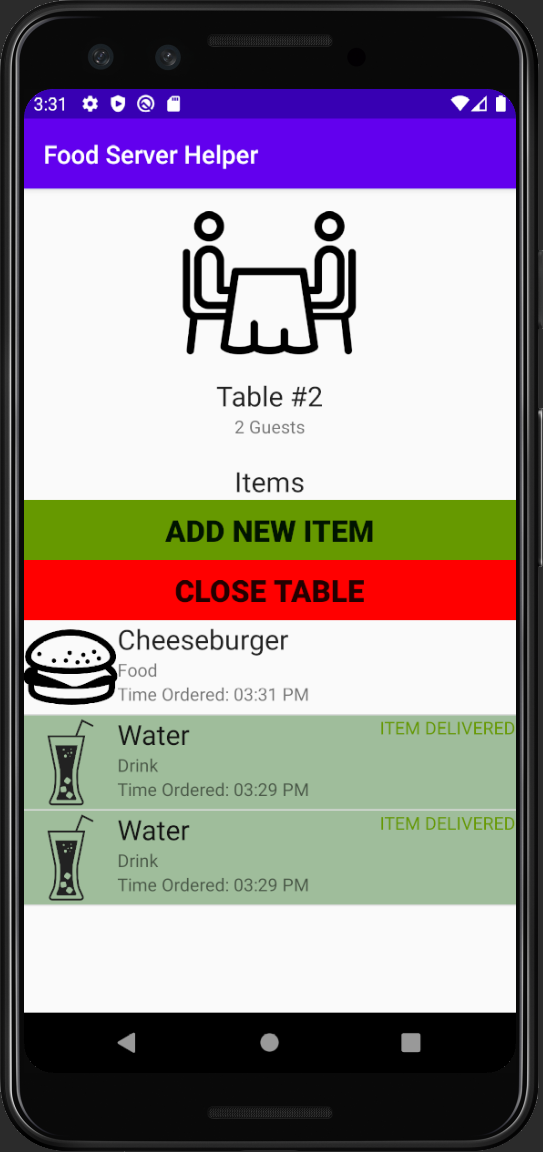 3:31
Food Server Helper
Table #2
2 Guests
Items
ADD NEW ITEM
CLOSE TABLE
Cheeseburger
Food
Time Ordered: 03:31 PM
Water
ITEM DELIVERED
Drink
Time Ordered: 03:29 PM
Water
ITEM DELIVERED
Drink
Time Ordered: 03:29 PM